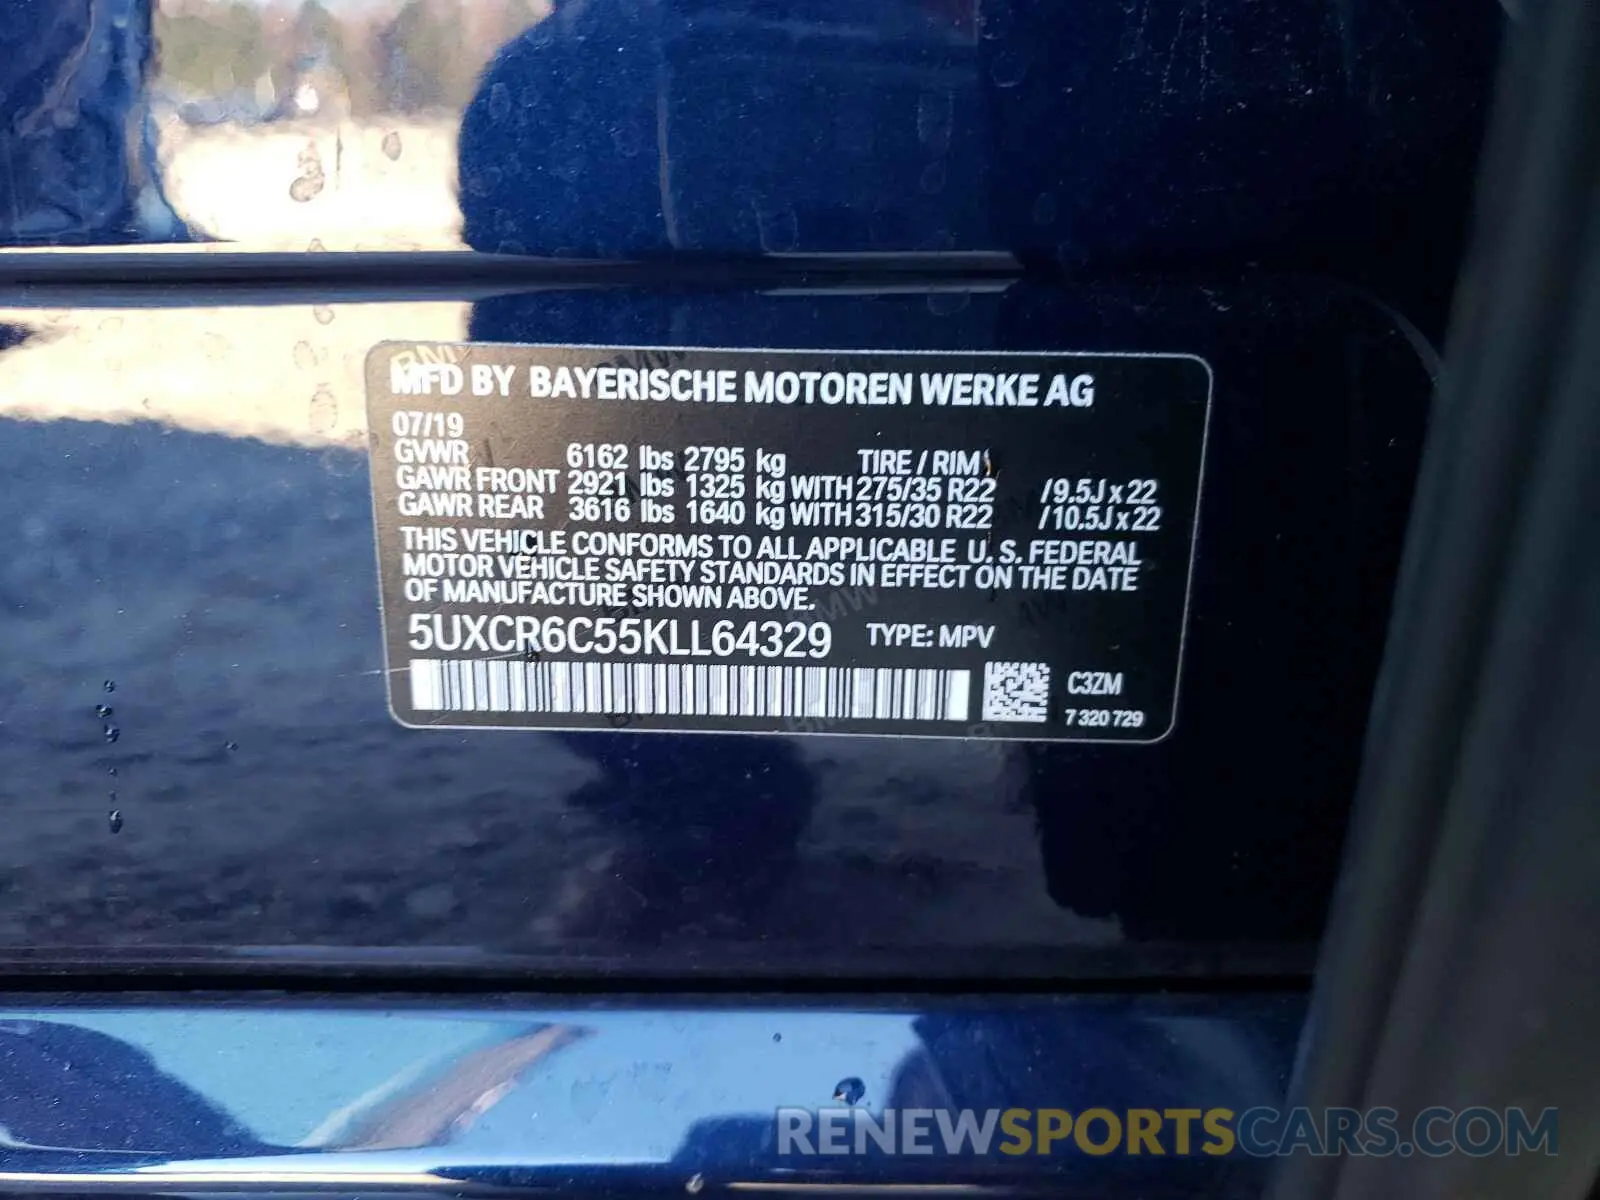 MFD BY BAYERISCHE MOTOREN WERKE AG
07/19
GVWR 6162 lbs 2795 kg TIRE / RIM
GAWR FRONT 2921 lbs 1325 kg WITH 275/35 R22 /9.5J x 22
GAWR REAR 3616 lbs 1640 kg WITH 315/30 R22 /10.5J x 22
THIS VEHICLE CONFORMS TO ALL APPLICABLE U. S. FEDERAL
MOTOR VEHICLE SAFETY STANDARDS IN EFFECT ON THE DATE
OF MANUFACTURE SHOWN ABOVE.
5UXCR6C55KLL64329 TYPE: MPV
C3ZM
7 320 729
RENEWSPORTSCARS.COM